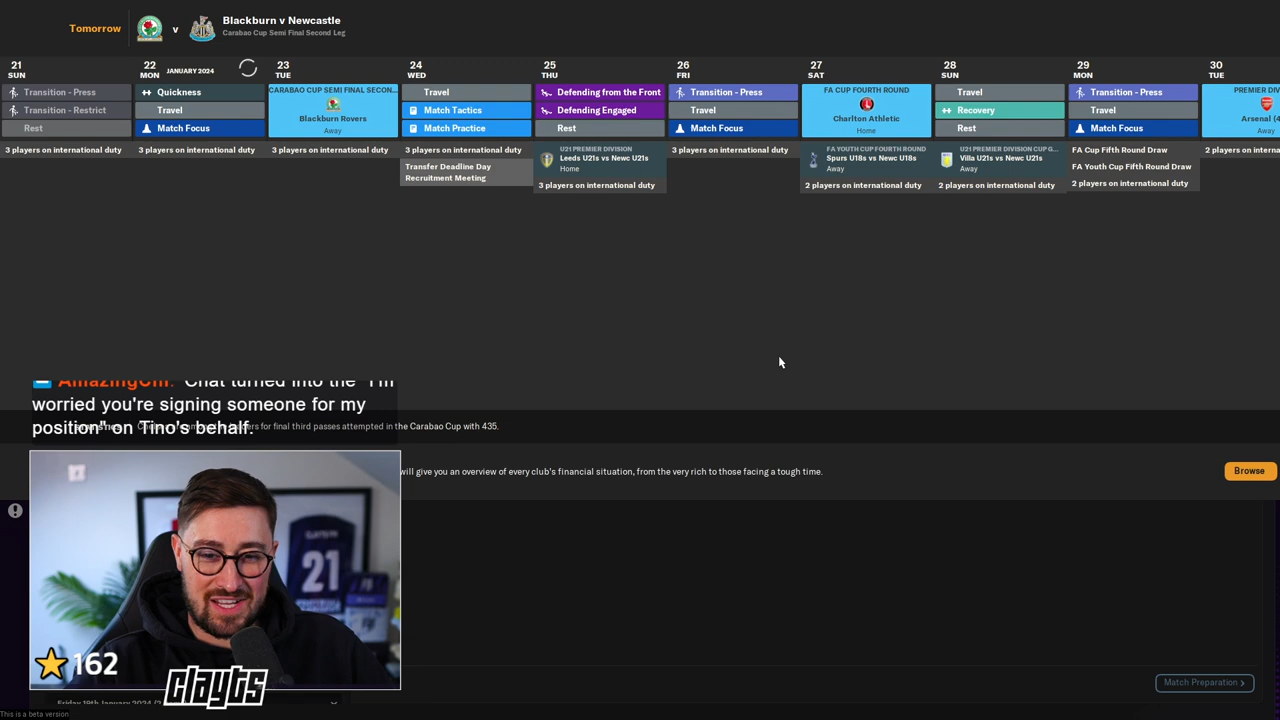 Tomorrow
v
Blackburn v Newcastle
Carabao Cup Semi Final Second Leg
21
SUN
22
MON
JANUARY 2024
23
TUE
24
WED
25
THU
26
FRI
27
SAT
28
SUN
29
MON
30
TUE
Transition - Press
Transition - Restrict
Rest
3 players on international duty
Quickness
Travel
Match Focus
3 players on international duty
CARABAO CUP SEMI FINAL SECON...
Blackburn Rovers
Away
3 players on international duty
Travel
Match Tactics
Match Practice
3 players on international duty
Transfer Deadline Day
Recruitment Meeting
Defending from the Front
Defending Engaged
Rest
U21 PREMIER DIVISION
Leeds U21s vs Newc U21s
Home
3 players on international duty
Transition - Press
Travel
Match Focus
3 players on international duty
FA CUP FOURTH ROUND
Charlton Athletic
Home
FA YOUTH CUP FOURTH ROUND
Spurs U18s vs Newc U18s
Away
2 players on international duty
Travel
Recovery
Rest
U21 PREMIER DIVISION CUP G...
Villa U21s vs Newc U21s
Away
2 players on international duty
Transition - Press
Travel
Match Focus
FA Cup Fifth Round Draw
FA Youth Cup Fifth Round Draw
2 players on international duty
PREMIER DIV
Arsenal (4
Away
2 players on interna
AmazingChi: Chat turned into the "I'm
worried you're signing someone for my
position" on Tino's behalf.
for final third passes attempted in the Carabao Cup with 435.
will give you an overview of every club's financial situation, from the very rich to those facing a tough time.
Browse
21
162
clayts
Match Preparation
Friday 19th January 2024
This is a beta version